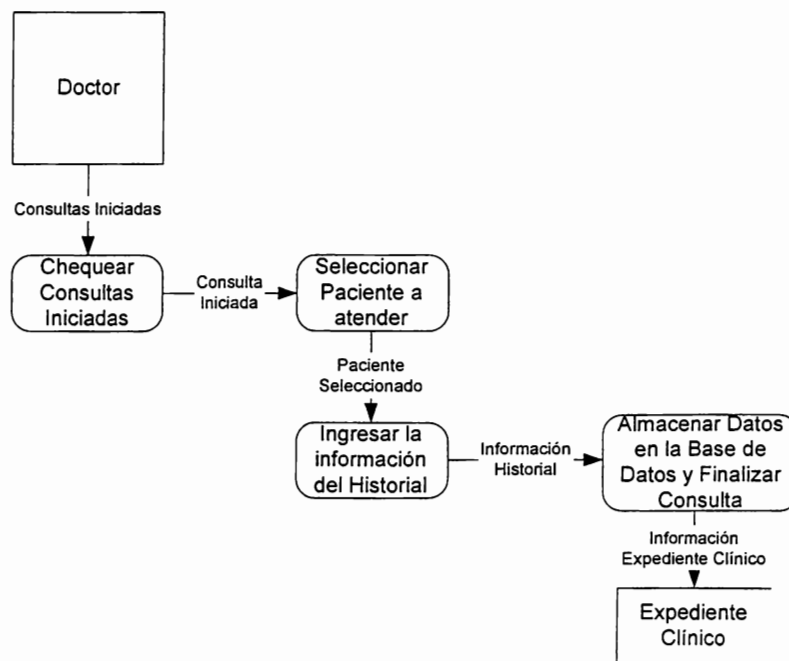 Doctor
Consultas Iniciadas
Chequear
Consultas
Iniciadas
Consulta
Iniciada
Seleccionar
Paciente a
atender
Paciente
Seleccionado
Ingresar la
información
del Historial
Información
Historial
Almacenar Datos
en la Base de
Datos y Finalizar
Consulta
Información
Expediente Clínico
Expediente
Clínico